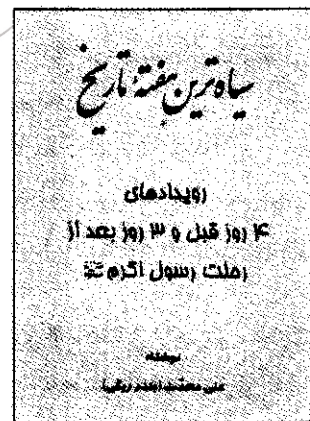 سیاه‌ترین هفتهٔ تاریخ
رویدادهای
۴ روز قبل و ۳ روز بعد از
رحلت رسول اکرم ﷺ
نوشته
علی محمد